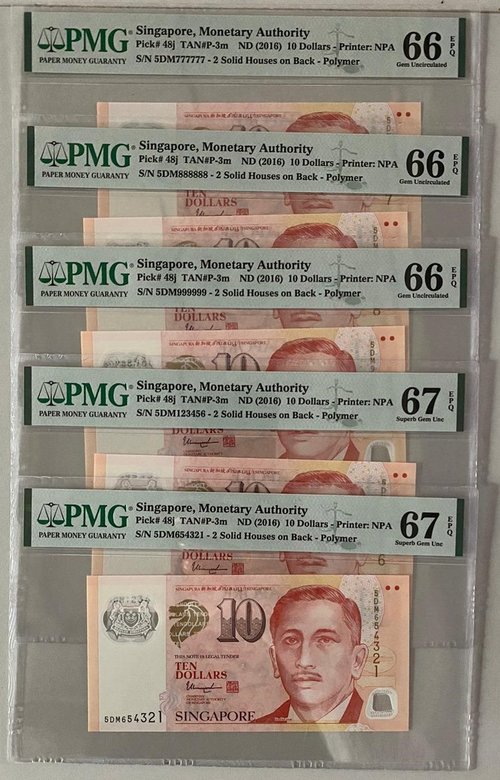 PMG
PAPER MONEY GUARANTY
Singapore, Monetary Authority
Pick# 48j TAN#P-3m ND (2016) 10 Dollars - Printer: NPA
S/N 5DM777777 - 2 Solid Houses on Back - Polymer
66 EPQ
Gem Uncirculated
10
PMG
PAPER MONEY GUARANTY
Singapore, Monetary Authority
Pick# 48j TAN#P-3m ND (2016) 10 Dollars - Printer: NPA
S/N 5DM888888 - 2 Solid Houses on Back - Polymer
66 EPQ
Gem Uncirculated
TEN
DOLLARS
10
PMG
PAPER MONEY GUARANTY
Singapore, Monetary Authority
Pick# 48j TAN#P-3m ND (2016) 10 Dollars - Printer: NPA
S/N 5DM999999 - 2 Solid Houses on Back - Polymer
66 EPQ
Gem Uncirculated
TEN
DOLLARS
10
PMG
PAPER MONEY GUARANTY
Singapore, Monetary Authority
Pick# 48j TAN#P-3m ND (2016) 10 Dollars - Printer: NPA
S/N 5DM123456 - 2 Solid Houses on Back - Polymer
67 EPQ
Superb Gem Unc
DOLLARS
10
PMG
PAPER MONEY GUARANTY
Singapore, Monetary Authority
Pick# 48j TAN#P-3m ND (2016) 10 Dollars - Printer: NPA
S/N 5DM654321 - 2 Solid Houses on Back - Polymer
67 EPQ
Superb Gem Unc
DOLLARS
6
10
5DM654321
THIS NOTE IS LEGAL TENDER
TEN
DOLLARS
5DM654321
SINGAPORE